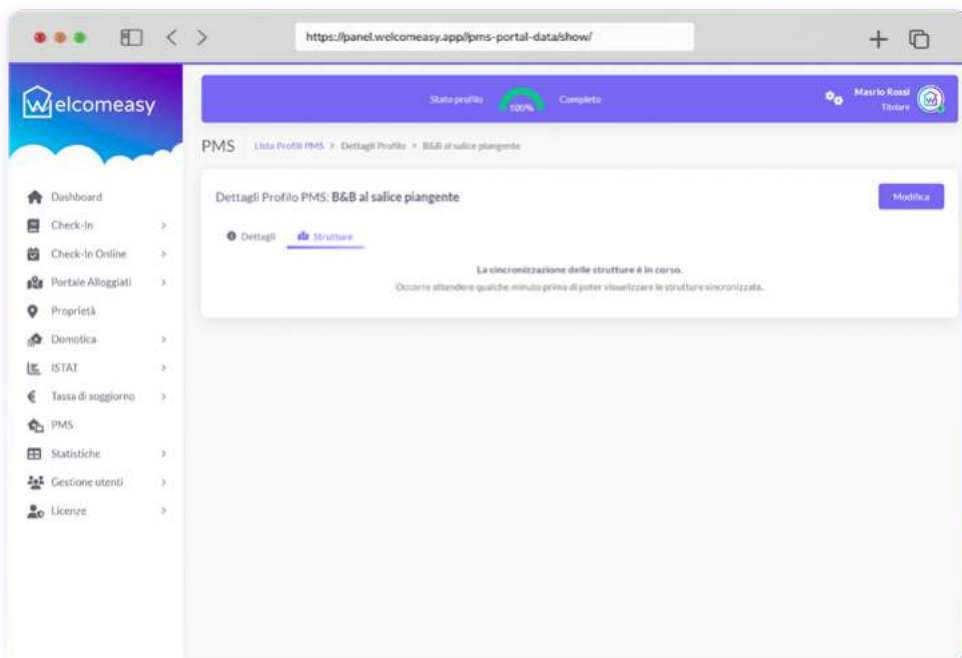 https://panel.welcomeasy.app//pms-portal-data/show/
Welcomeasy
Stato profilo
100%
Completo
Masrio Rossi
Titolare
PMS Lista Profili PMS > Dettagli Profilo > B&B al salice piangente
Dashboard
Check-In
Check-In Online
Portale Alloggiati
Proprietà
Domotica
ISTAT
Tassa di soggiorno
PMS
Statistiche
Gestione utenti
Licenze
Dettagli Profilo PMS: B&B al salice piangente
Modifica
Dettagli
Strutture
La sincronizzazione delle strutture è in corso.
Occorre attendere qualche minuto prima di poter visualizzare le strutture sincronizzate.